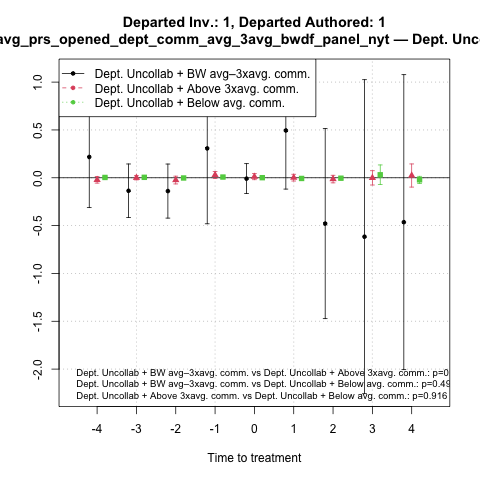 Departed Inv.: 1, Departed Authored: 1
avg_prs_opened_dept_comm_avg_3avg_bwdf_panel_nyt — Dept. Unco
Dept. Uncollab + BW avg–3xavg. comm.
Dept. Uncollab + Above 3xavg. comm.
Dept. Uncollab + Below avg. comm.
1.0
0.5
0.0
-0.5
-1.0
-1.5
-2.0
Dept. Uncollab + BW avg–3xavg. comm. vs Dept. Uncollab + Above 3xavg. comm.: p=0
Dept. Uncollab + BW avg–3xavg. comm. vs Dept. Uncollab + Below avg. comm.: p=0.49
Dept. Uncollab + Above 3xavg. comm. vs Dept. Uncollab + Below avg. comm.: p=0.916
-4 -3 -2 -1 0 1 2 3 4
Time to treatment